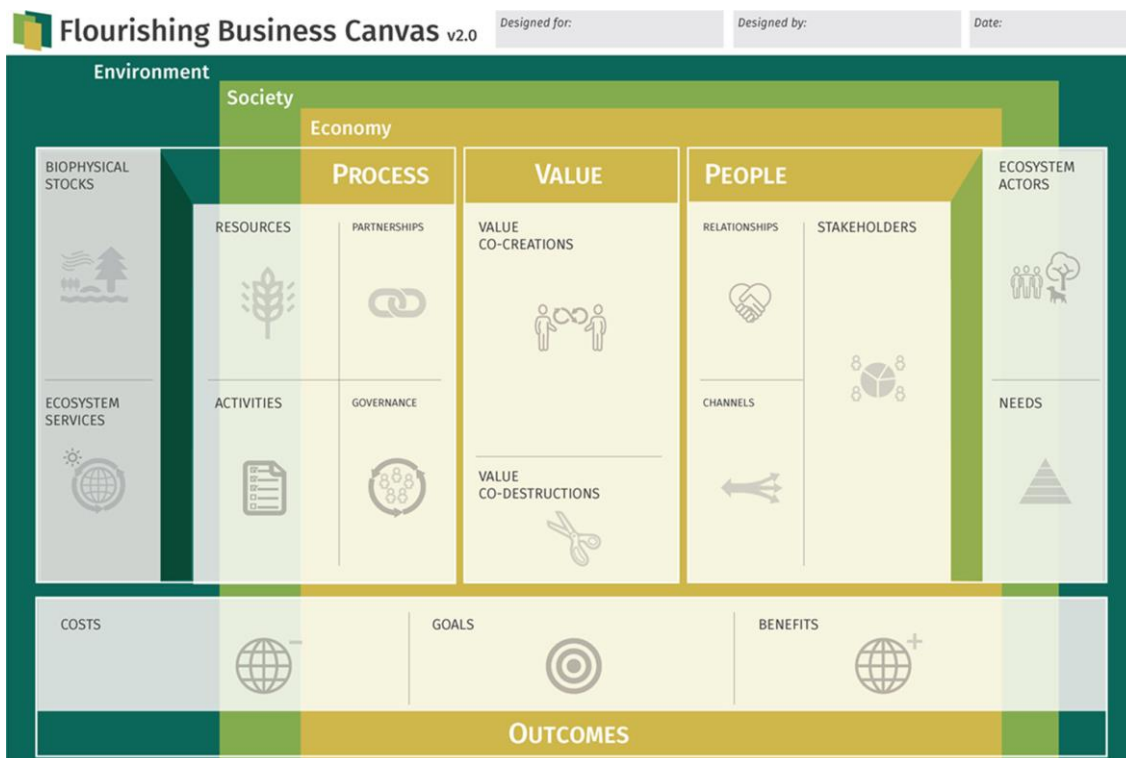 Flourishing Business Canvas v2.0
Designed for:
Designed by:
Date:
Environment
Society
Economy
BIOPHYSICAL
STOCKS
PROCESS
VALUE
PEOPLE
ECOSYSTEM
ACTORS
RESOURCES
PARTNERSHIPS
VALUE
CO-CREATIONS
RELATIONSHIPS
STAKEHOLDERS
ECOSYSTEM
SERVICES
ACTIVITIES
GOVERNANCE
CHANNELS
NEEDS
VALUE
CO-DESTRUCTIONS
COSTS
GOALS
BENEFITS
OUTCOMES